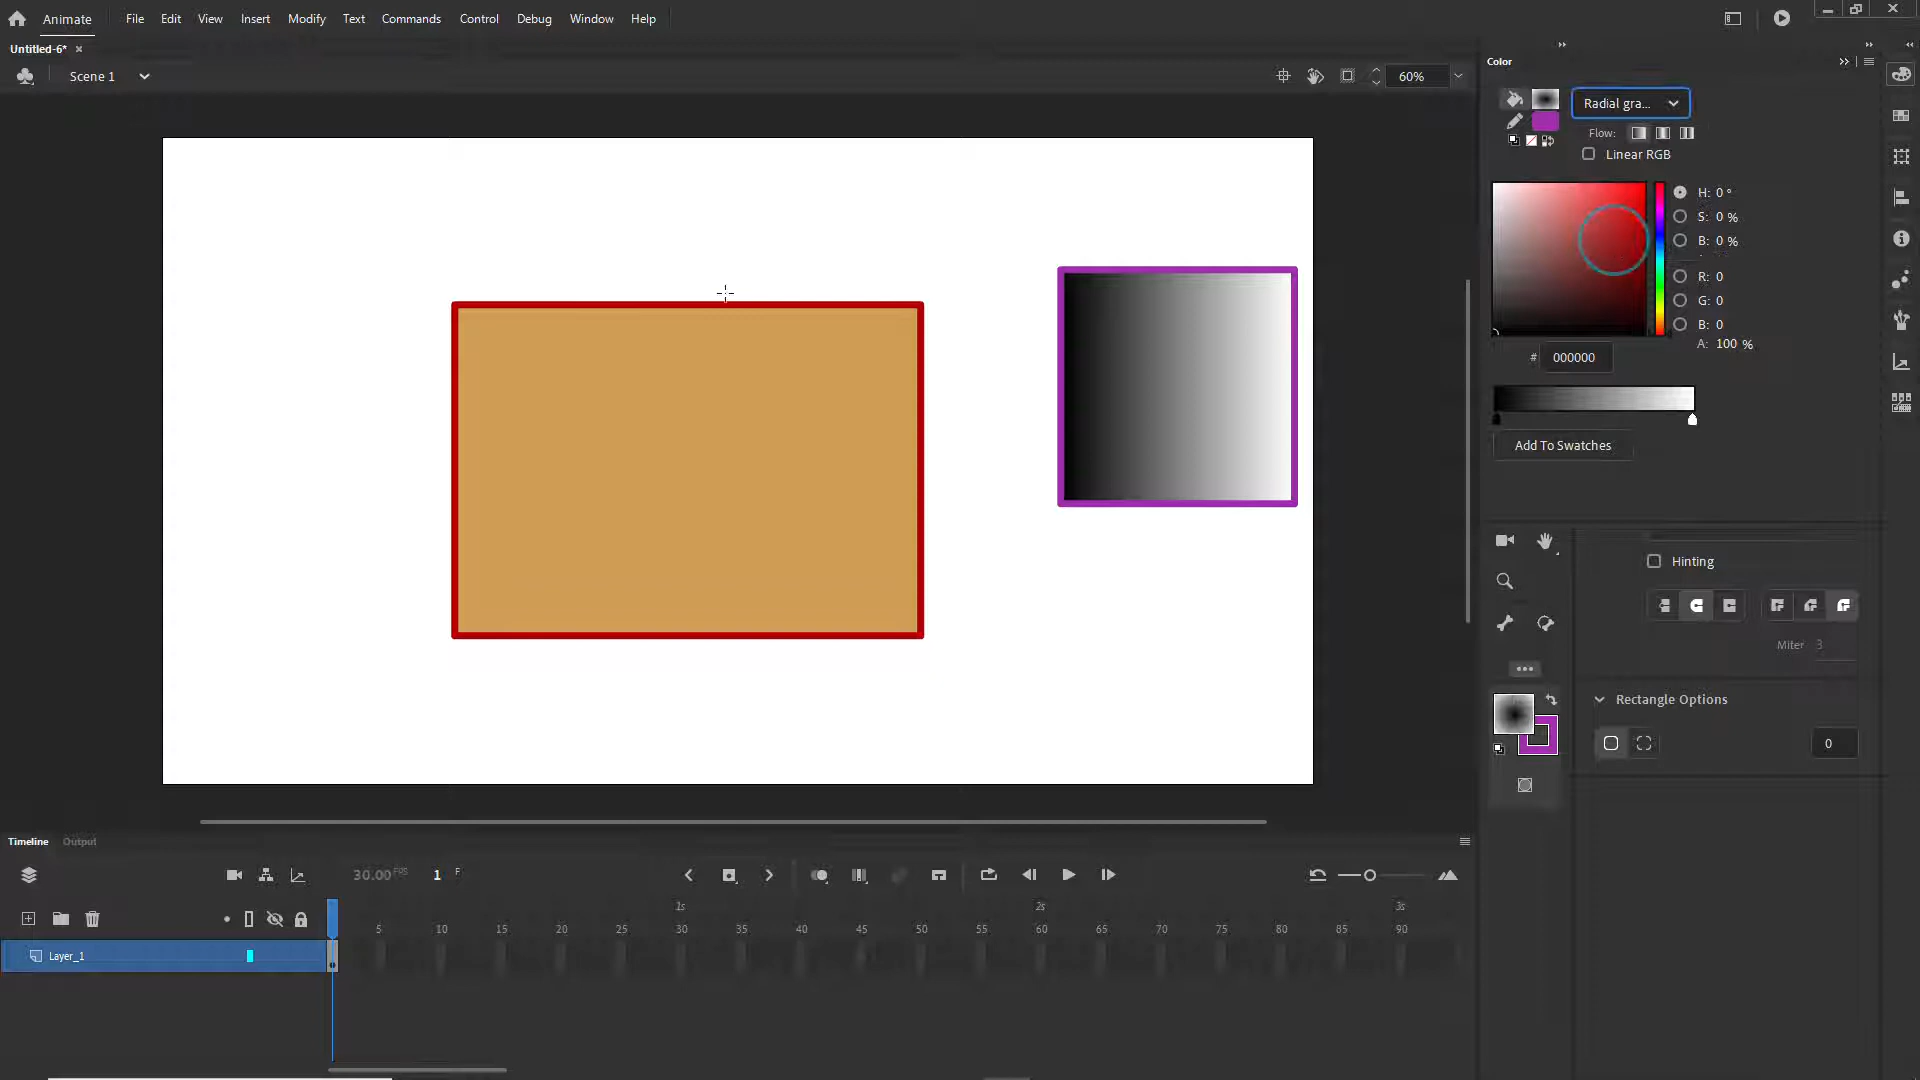 Animate File Edit View Insert Modify Text Commands Control Debug Window Help
Untitled-6*
Scene 1
60%
Color
Radial gra...
Flow:
Linear RGB
H: 0 °
S: 0 %
B: 0 %
R: 0
G: 0
B: 0
A: 100 %
# 000000
Add To Swatches
Hinting
Miter 3
Rectangle Options
0
Timeline Output
30.00 FPS 1 F
1s 2s 3s
5 10 15 20 25 30 35 40 45 50 55 60 65 70 75 80 85 90
Layer_1